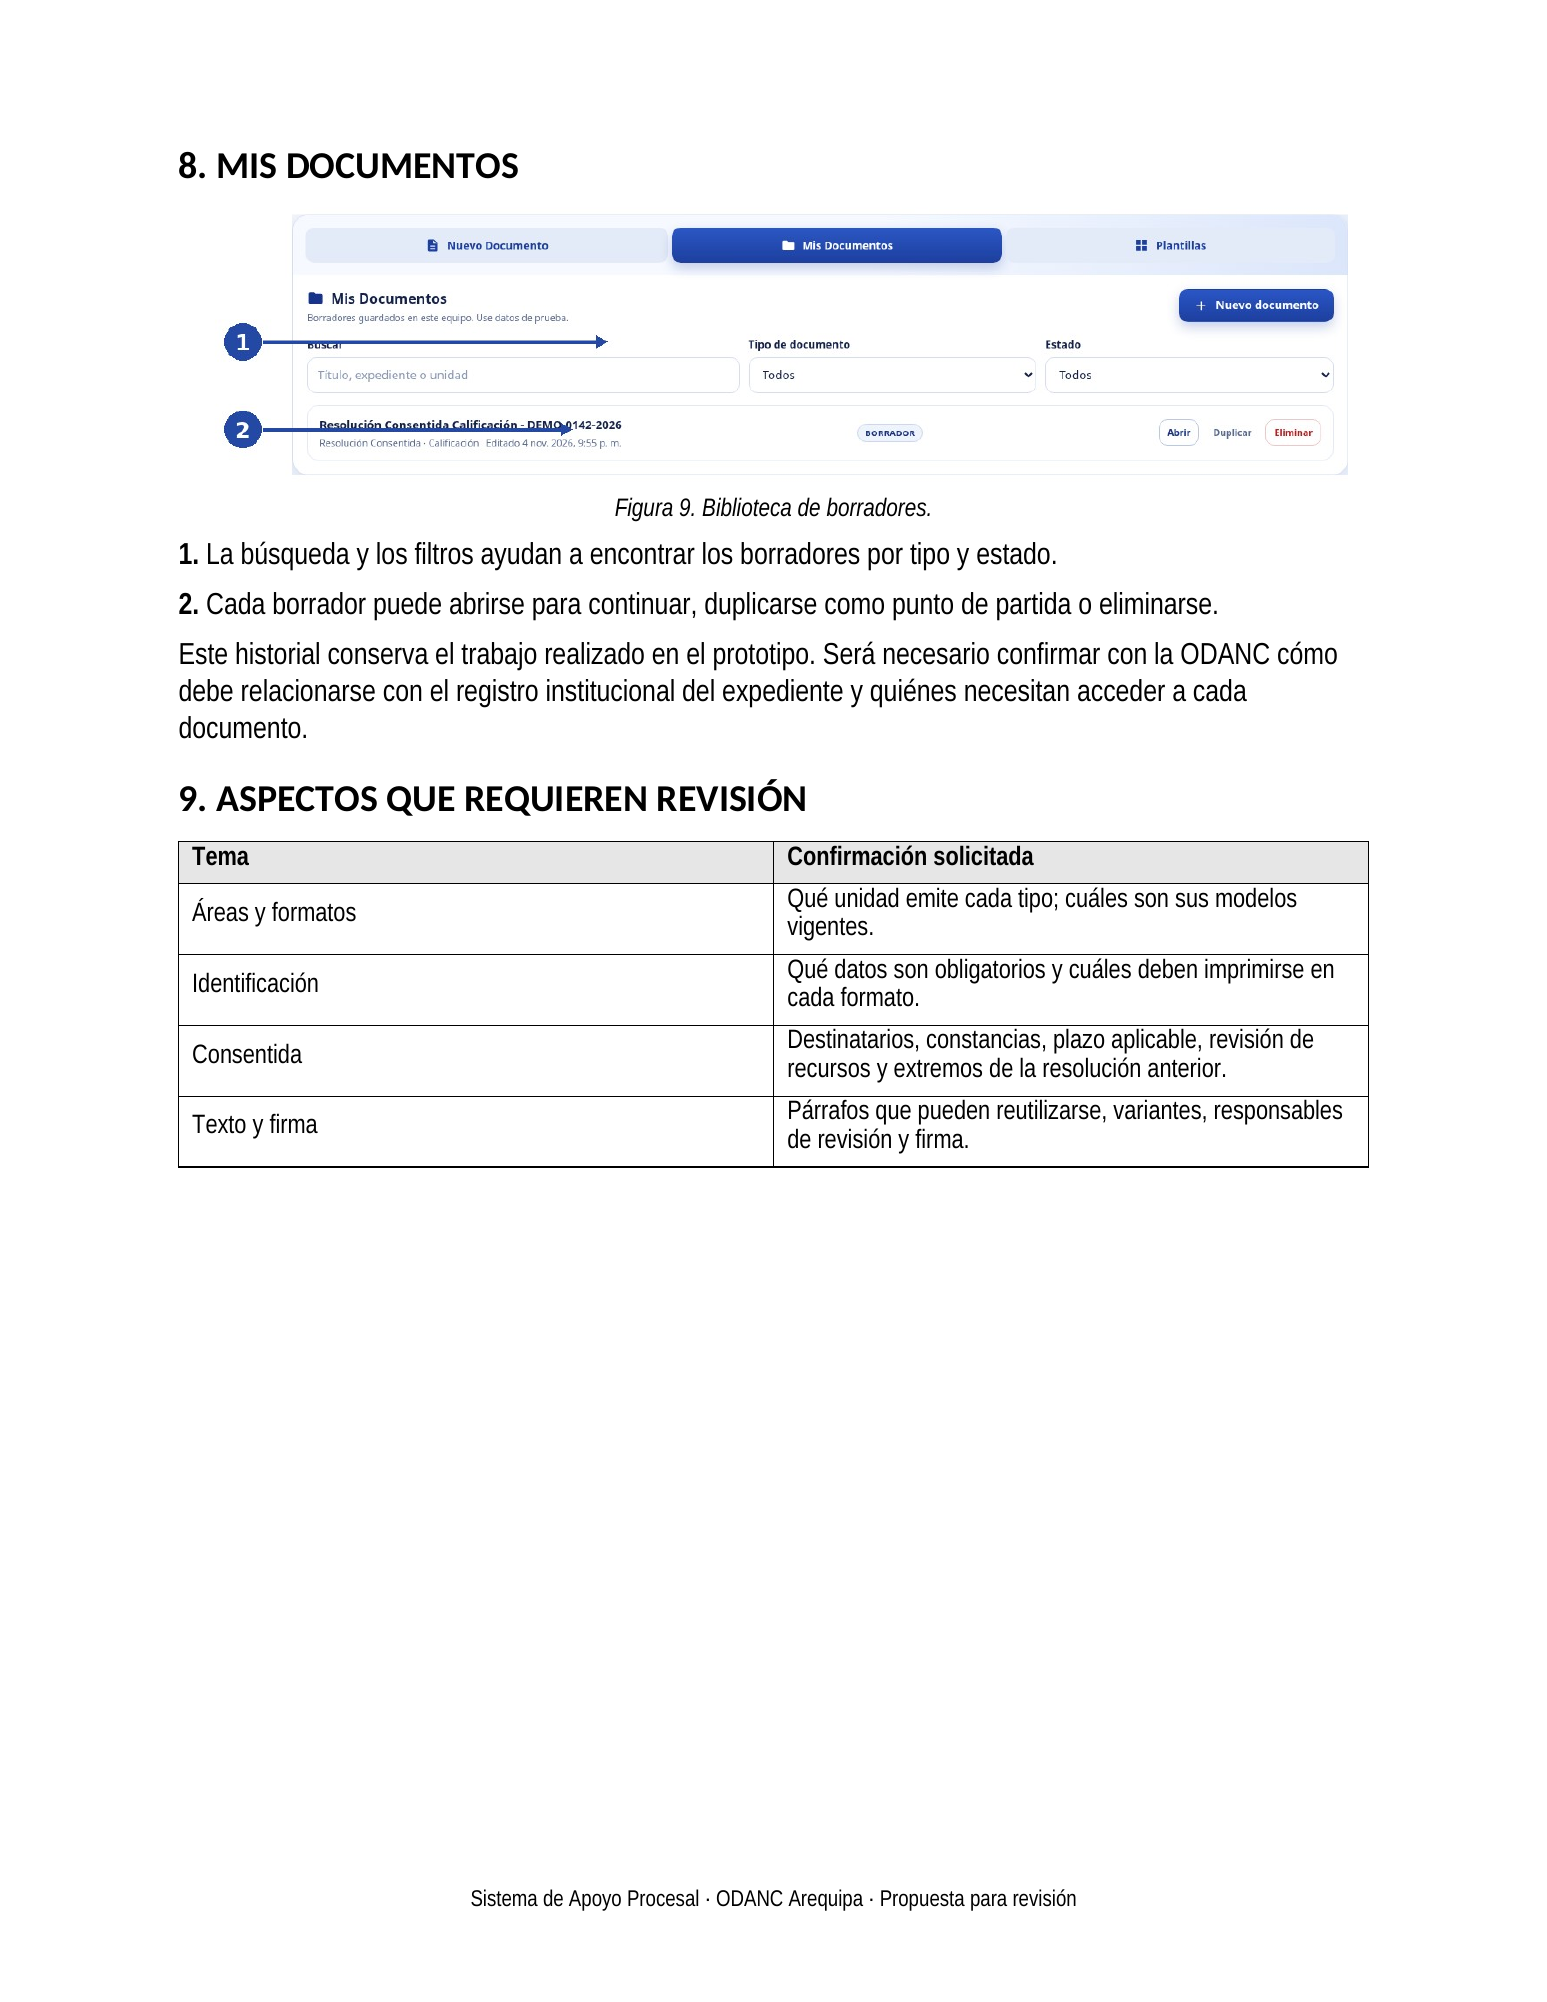 8. MIS DOCUMENTOS
Nuevo Documento
Mis Documentos
Plantillas
Mis Documentos
Nuevo documento
Borradores guardados en este equipo. Use datos de prueba.
1
Buscar
Tipo de documento
Estado
Título, expediente o unidad
Todos
Todos
2
Resolución Consentida Calificación - DEMO-0142-2026
BORRADOR
Abrir
Duplicar
Eliminar
Resolución Consentida · Calificación · Editado 4 nov. 2026, 9:55 p. m.
Figura 9. Biblioteca de borradores.
1. La búsqueda y los filtros ayudan a encontrar los borradores por tipo y estado.
2. Cada borrador puede abrirse para continuar, duplicarse como punto de partida o eliminarse.
Este historial conserva el trabajo realizado en el prototipo. Será necesario confirmar con la ODANC cómo
debe relacionarse con el registro institucional del expediente y quiénes necesitan acceder a cada
documento.
9. ASPECTOS QUE REQUIEREN REVISIÓN
Tema
Confirmación solicitada
Áreas y formatos
Qué unidad emite cada tipo; cuáles son sus modelos
vigentes.
Identificación
Qué datos son obligatorios y cuáles deben imprimirse en
cada formato.
Consentida
Destinatarios, constancias, plazo aplicable, revisión de
recursos y extremos de la resolución anterior.
Texto y firma
Párrafos que pueden reutilizarse, variantes, responsables
de revisión y firma.
Sistema de Apoyo Procesal · ODANC Arequipa · Propuesta para revisión